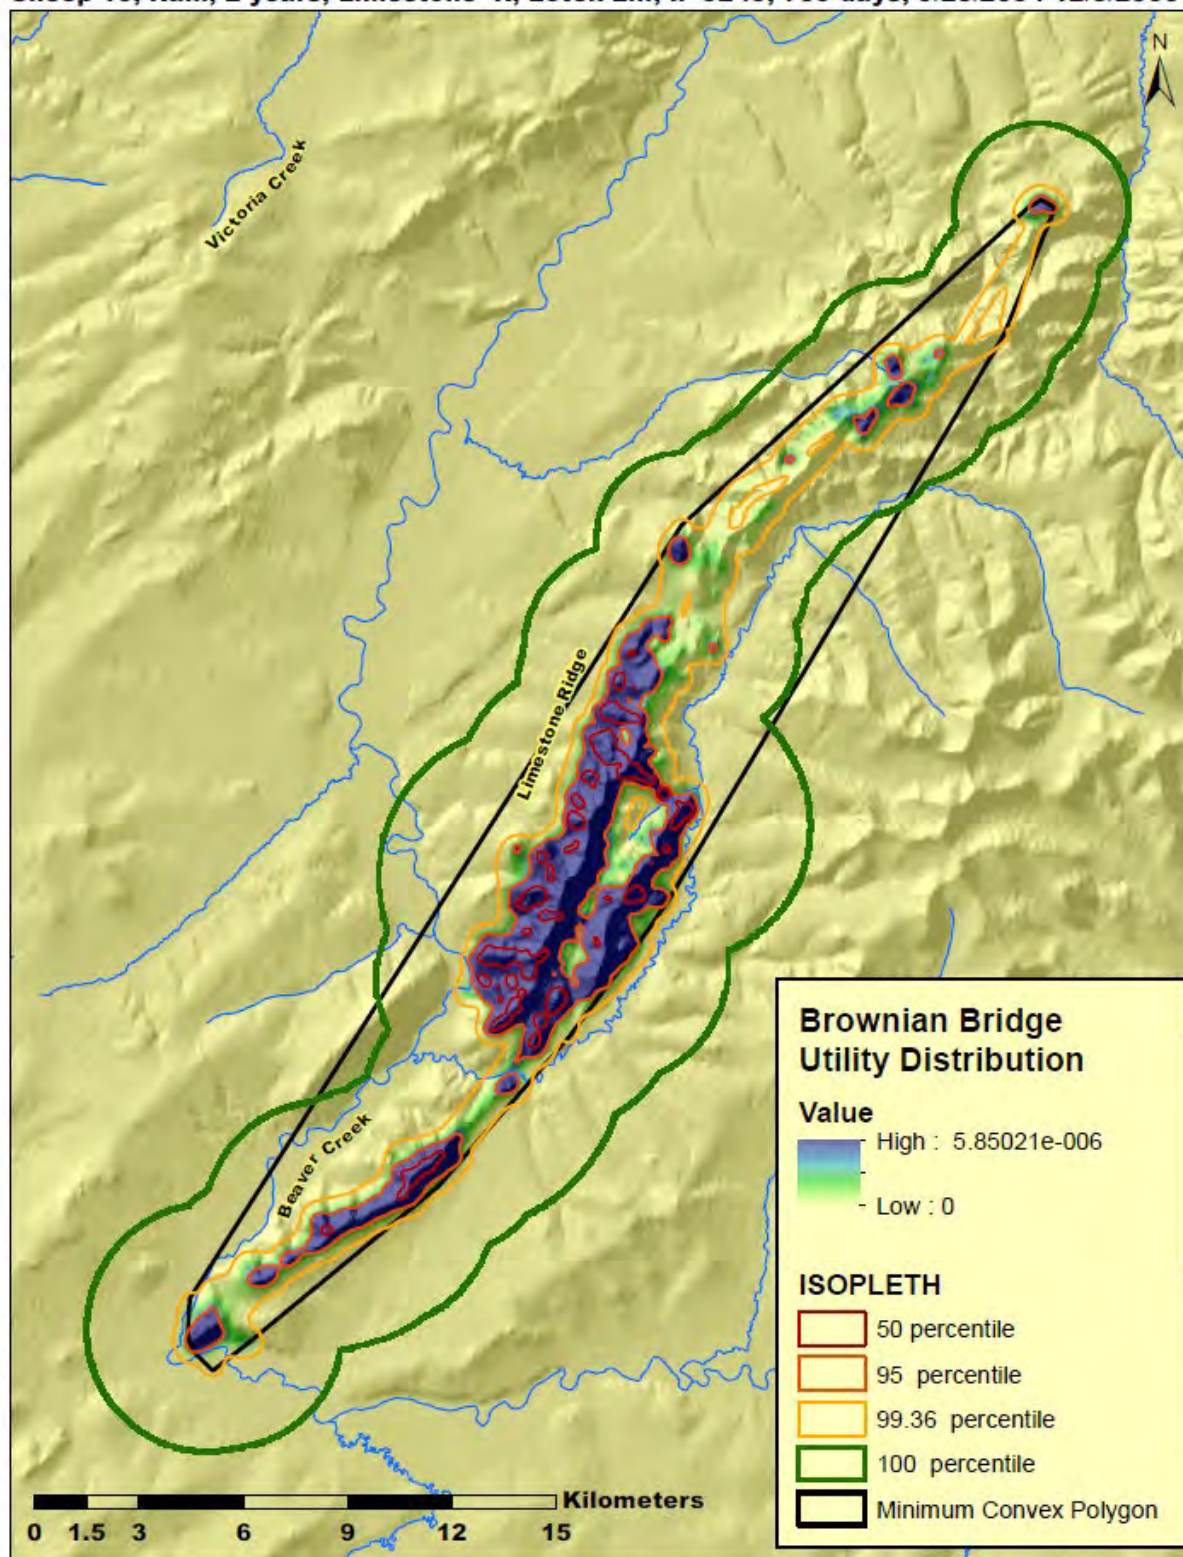 N
Victoria Creek
Limestone Ridge
Beaver Creek
Brownian Bridge
Utility Distribution
Value
High : 5.85021e-006
Low : 0
ISOPLETH
50 percentile
95 percentile
99.36 percentile
100 percentile
Minimum Convex Polygon
Kilometers
0 1.5 3 6 9 12 15